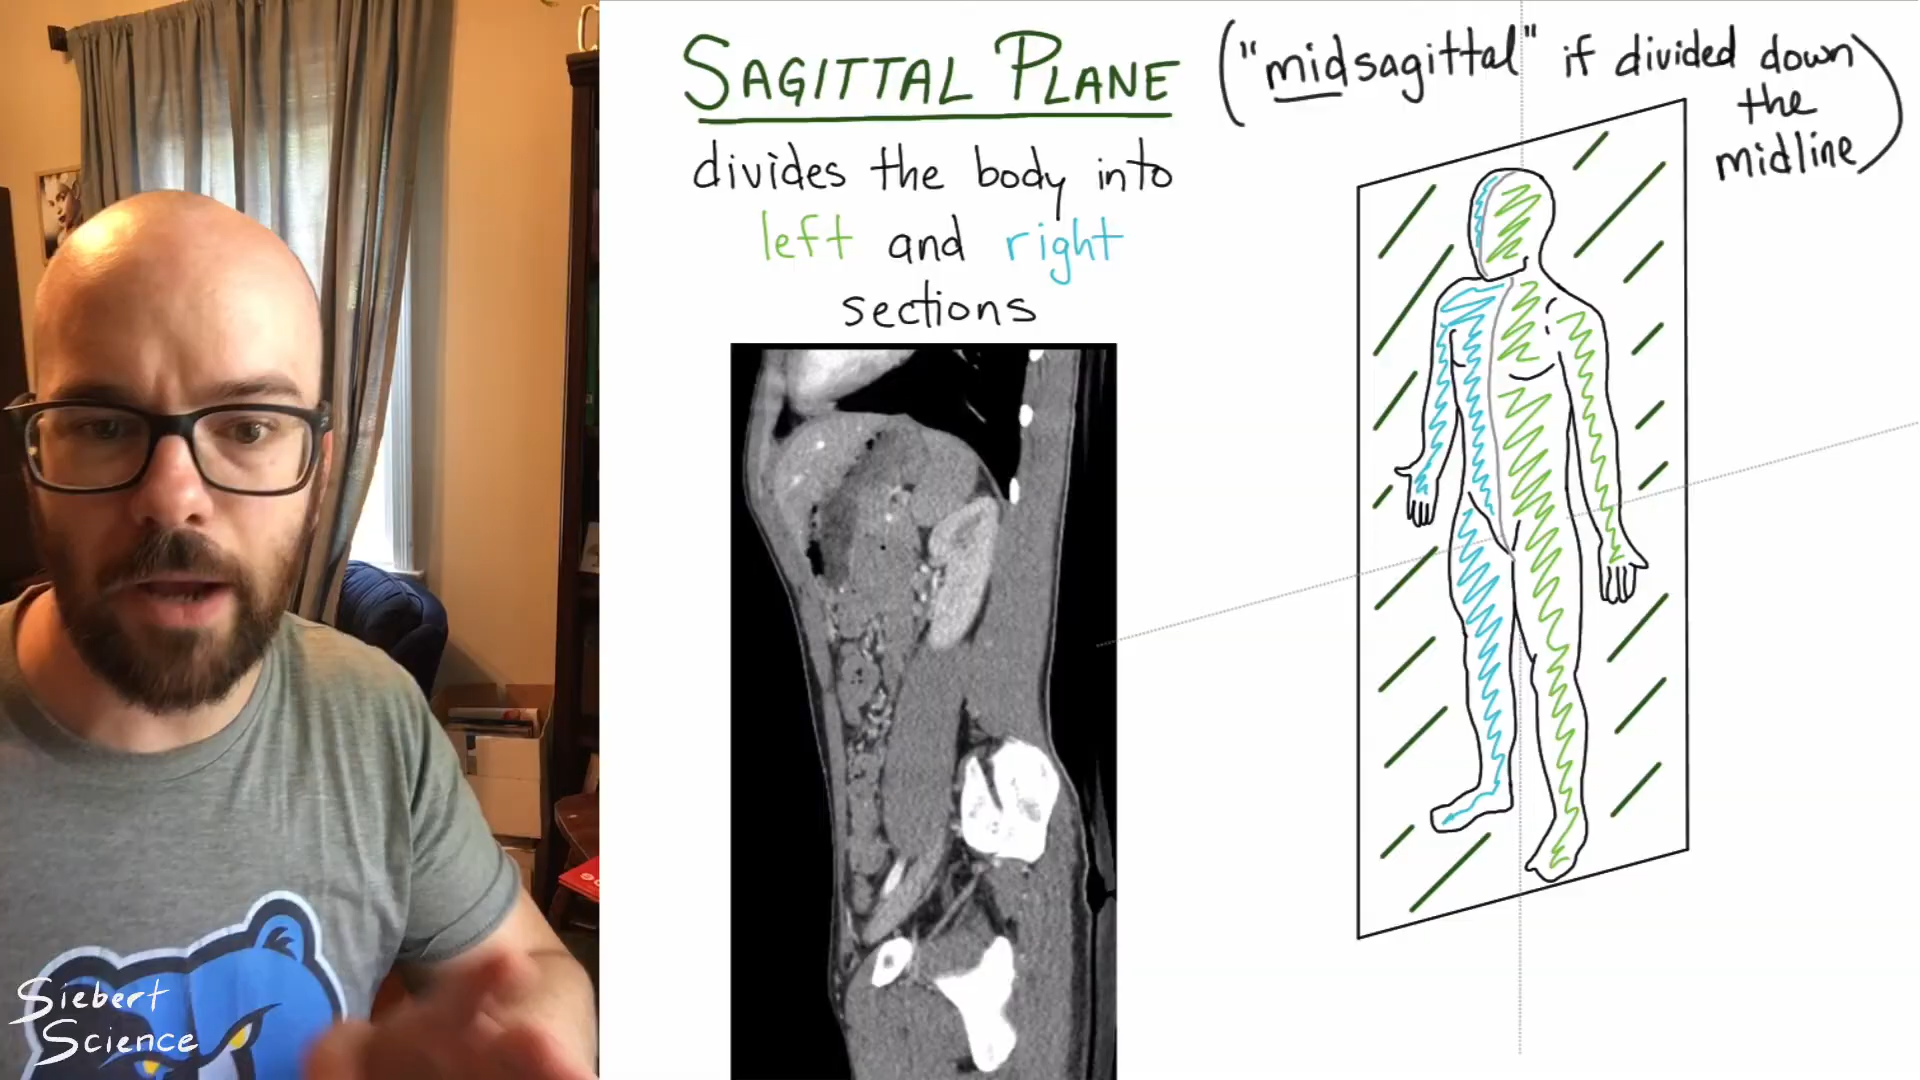 SAGITTAL PLANE
("midsagittal" if divided down
the
midline)
divides the body into
left and right
sections
Siebert
Science